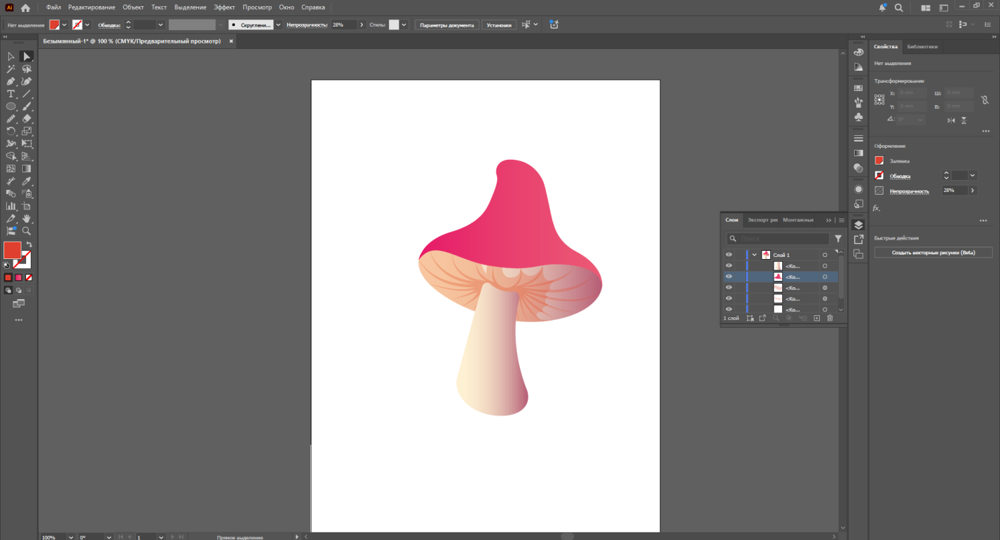 Ai Файл Редактирование Объект Текст Выделение Эффект Просмотр Окно Справка
Нет выделения Обводка: Скруглени... Непрозрачность: 28% Стиль: Параметры документа Установки
Безымянный-1* @ 100 % (CMYK/Предварительный просмотр) ×
Свойства Библиотеки
Нет выделения
Трансформирование
X: 0 mm Ш: 0 mm
Y: 0 mm В: 0 mm
0°
Оформление
Заливка
Обводка
Непрозрачность 28%
fx.
Быстрые действия
Создать векторные рисунки (Beta)
Слои Экспорт рес Монтажны
Поиск
Слой 1
<Ко...
<Ко...
<Ко...
<Ко...
<Ко...
1 слой
100% 0° 1 Прямое выделение